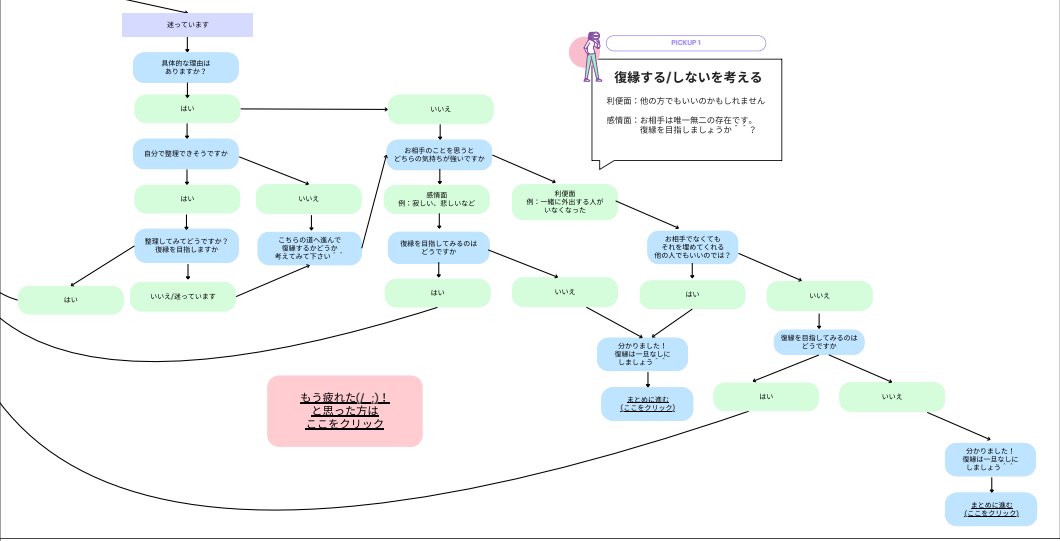 迷っています
PICKUP 1
具体的な理由は
ありますか？
復縁する/しないを考える
利便面：他の方でもいいのかもしれません
感情面：お相手は唯一無二の存在です。
復縁を目指しましょうか＾＾？
はい
いいえ
自分で整理できそうですか
お相手のことを思うと
どちらの気持ちが強いですか
はい
いいえ
感情面
例：寂しい、悲しいなど
利便面
例：一緒に外出する人が
いなくなった
整理してみてどうですか？
復縁を目指しますか
こちらの道へ進んで
復縁するかどうか
考えてみて下さい＾＾
復縁を目指してみるのは
どうですか
お相手でなくても
それを埋めてくれる
他の人でもいいのでは？
はい
いいえ/迷っています
はい
いいえ
はい
いいえ
分かりました！
復縁は一旦なしに
しましょう＾＾
復縁を目指してみるのは
どうですか
まとめに進む
(ここをクリック)
はい
いいえ
もう疲れた(/_;)！
と思った方は
ここをクリック
分かりました！
復縁は一旦なしに
しましょう＾＾
まとめに進む
(ここをクリック)